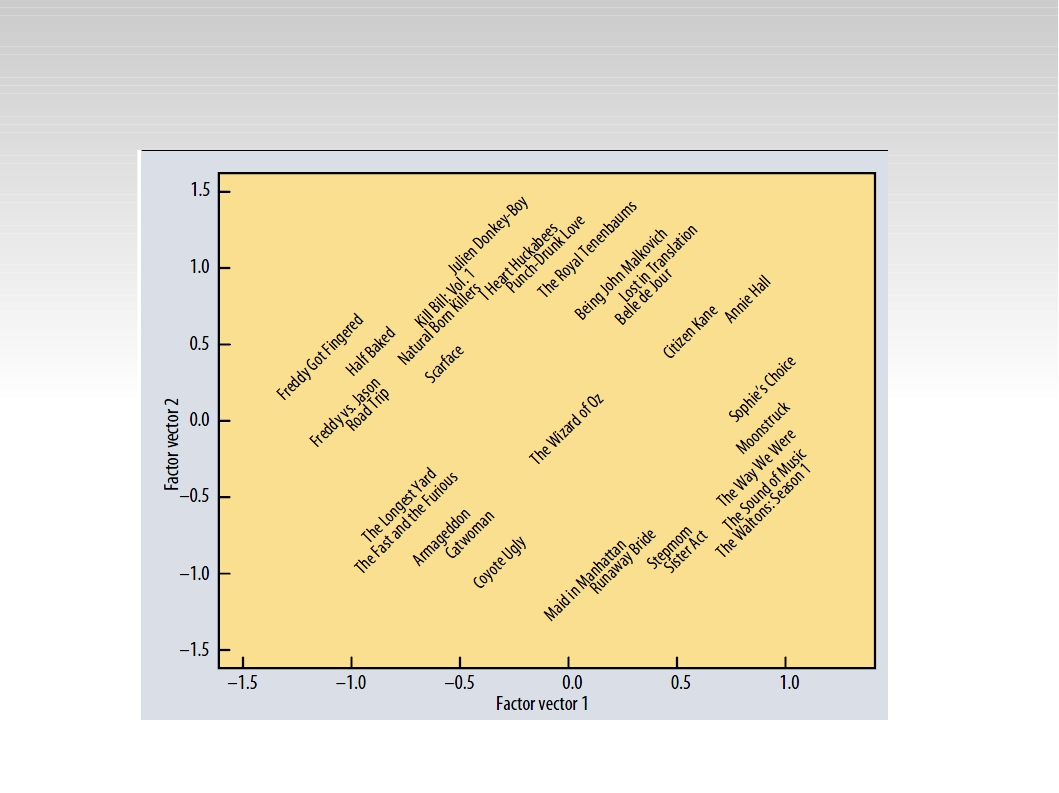 1.5
1.0
0.5
0.0
−0.5
−1.0
−1.5
Factor vector 2
Julien Donkey-Boy
I Heart Huckabees
Punch-Drunk Love
The Royal Tenenbaums
Kill Bill: Vol. 1
Natural Born Killers
Being John Malkovich
Lost in Translation
Belle de Jour
Annie Hall
Citizen Kane
Freddy Got Fingered
Half Baked
Scarface
Freddy vs. Jason
Road Trip
Sophie's Choice
Moonstruck
The Wizard of Oz
The Way We Were
The Sound of Music
The Waltons: Season 1
The Longest Yard
The Fast and the Furious
Armageddon
Catwoman
Coyote Ugly
Maid in Manhattan
Runaway Bride
Stepmom
Sister Act
−1.5
−1.0
−0.5
0.0
0.5
1.0
Factor vector 1